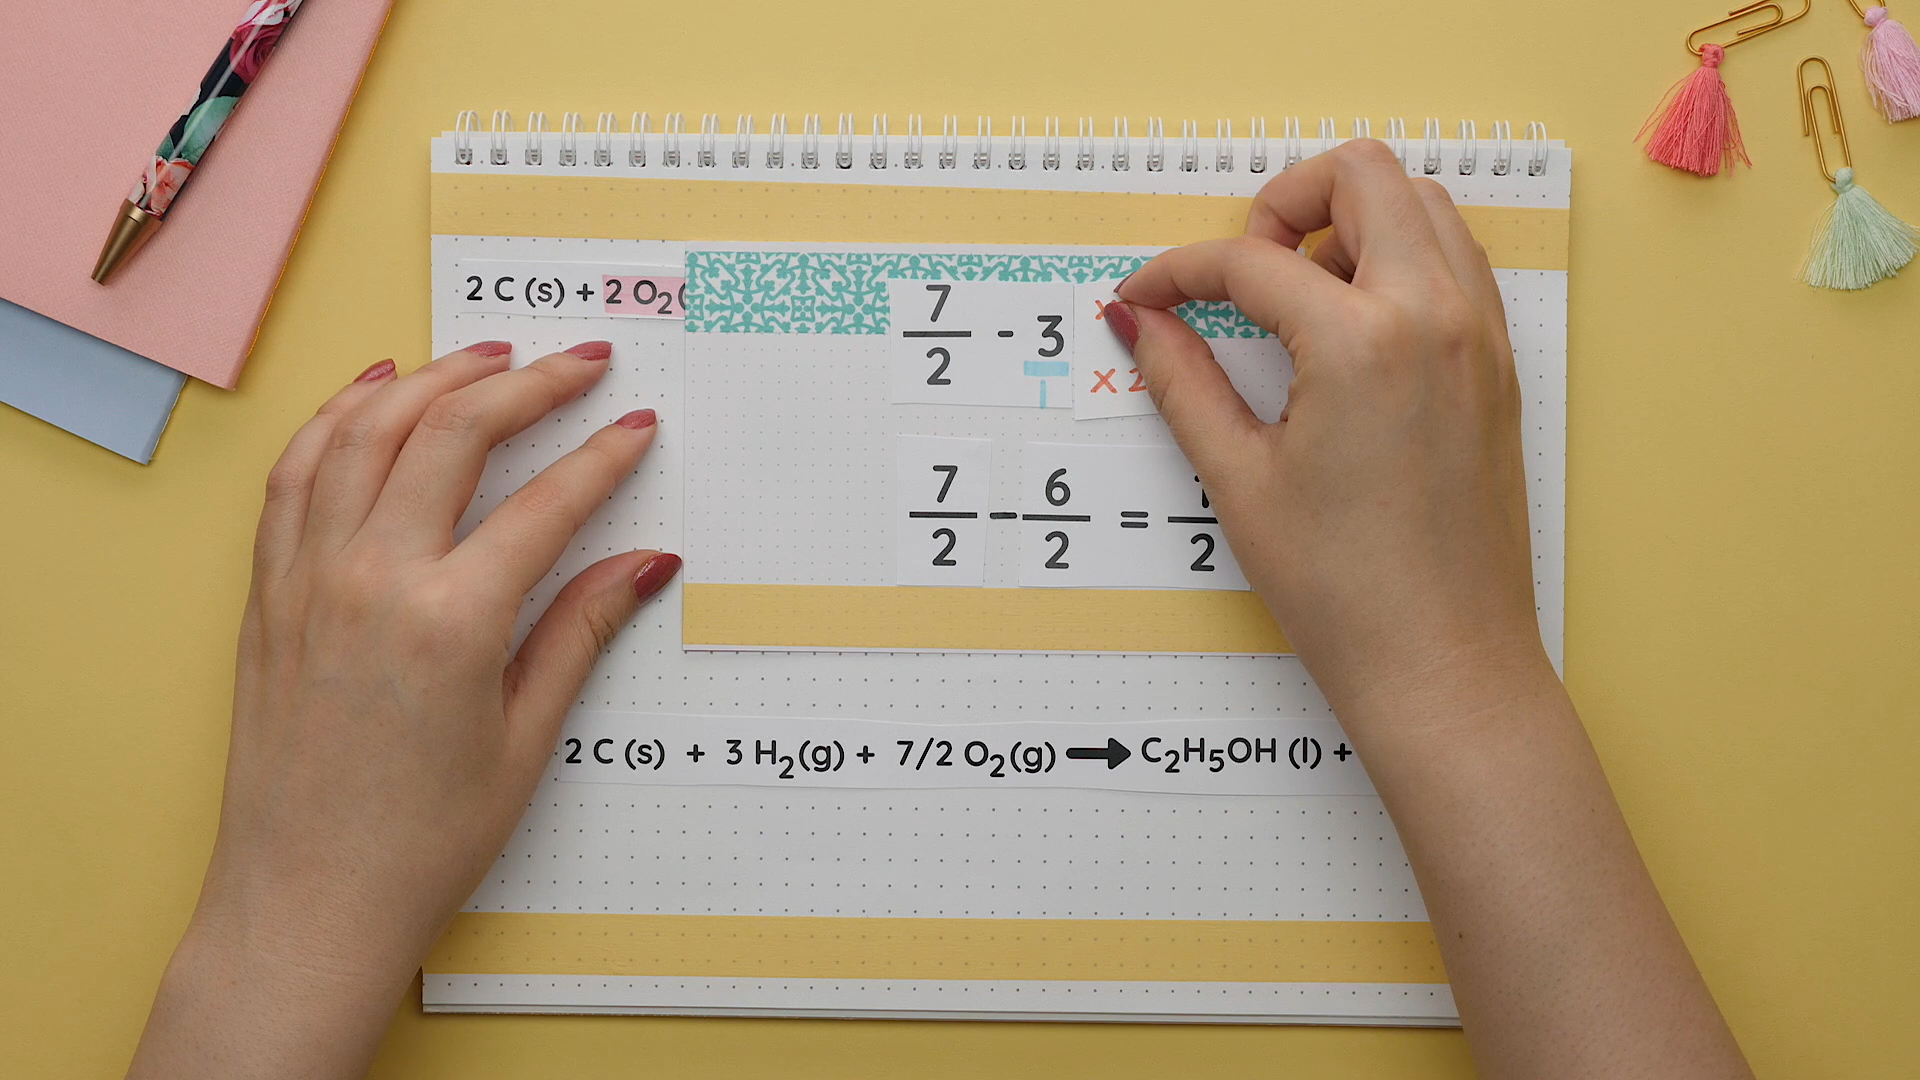 2 C (s) + 2 O₂(
7/2 - 3
x
x 2
7/2 - 6/2 = /2
2 C (s) + 3 H₂(g) + 7/2 O₂(g) → C₂H₅OH (l) +